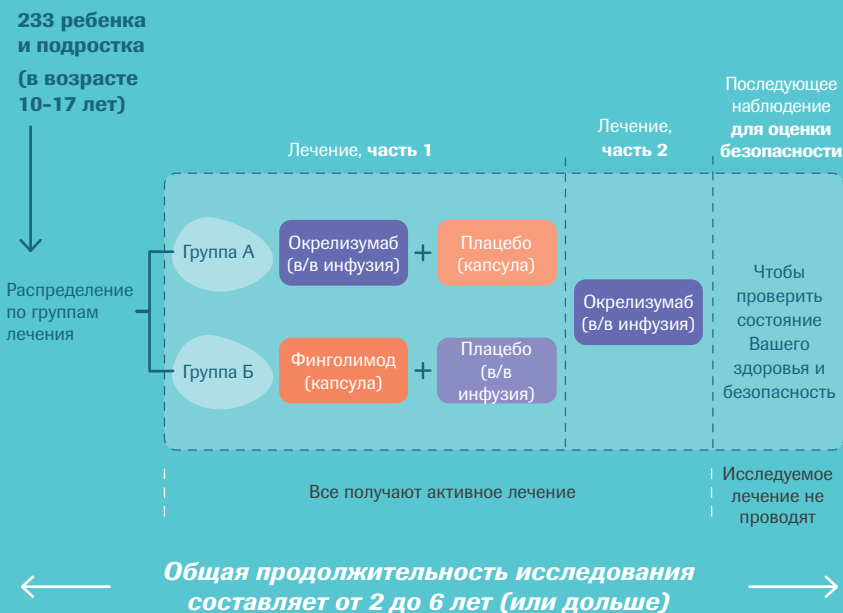 233 ребенка
и подростка
(в возрасте
10-17 лет)
Распределение
по группам
лечения
Лечение, часть 1
Группа А
Окрелизумаб
(в/в инфузия)
+
Плацебо
(капсула)
Группа Б
Финголимод
(капсула)
+
Плацебо
(в/в
инфузия)
Лечение,
часть 2
Окрелизумаб
(в/в инфузия)
Последующее
наблюдение
для оценки
безопасности
Чтобы
проверить
состояние
Вашего
здоровья и
безопасность
Все получают активное лечение
Исследуемое
лечение не
проводят
Общая продолжительность исследования
составляет от 2 до 6 лет (или дольше)